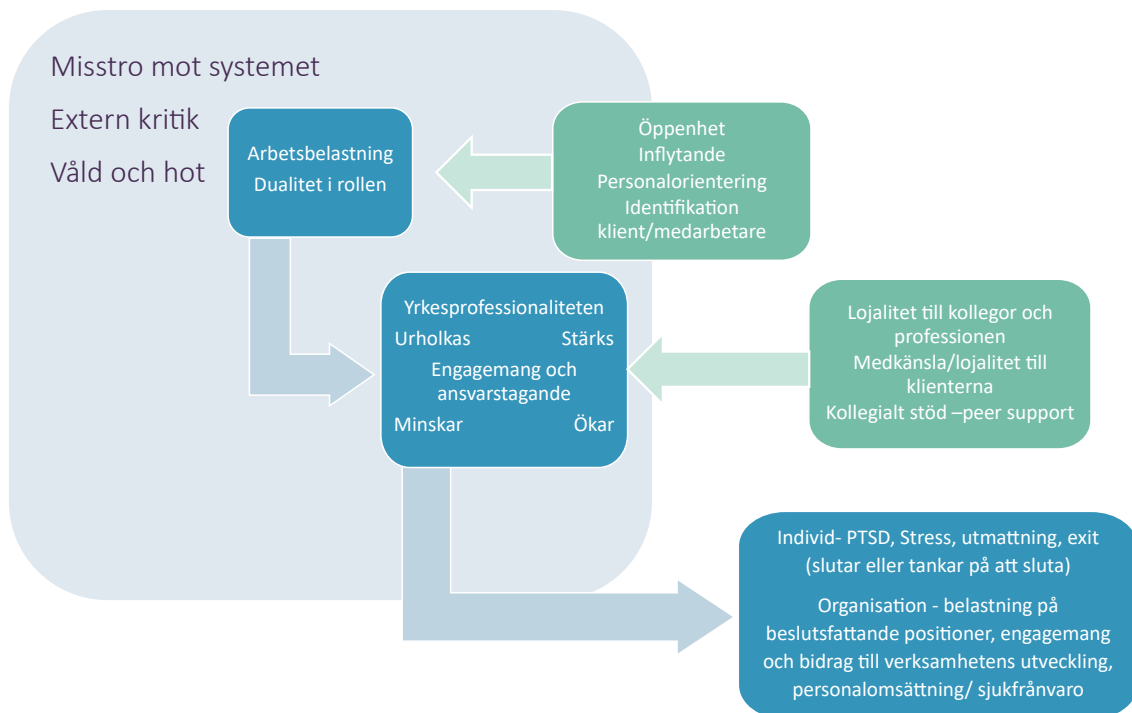 Misstro mot systemet
Extern kritik
Våld och hot
Arbetsbelastning
Dualitet i rollen
Öppenhet
Inflytande
Personalorientering
Identifikation
klient/medarbetare
Yrkesprofessionaliteten
Urholkas Stärks
Engagemang och
ansvarstagande
Minskar Ökar
Lojalitet till kollegor och
professionen
Medkänsla/lojalitet till
klienterna
Kollegialt stöd –peer support
Individ- PTSD, Stress, utmattning, exit
(slutar eller tankar på att sluta)
Organisation - belastning på
beslutsfattande positioner, engagemang
och bidrag till verksamhetens utveckling,
personalomsättning/ sjukfrånvaro